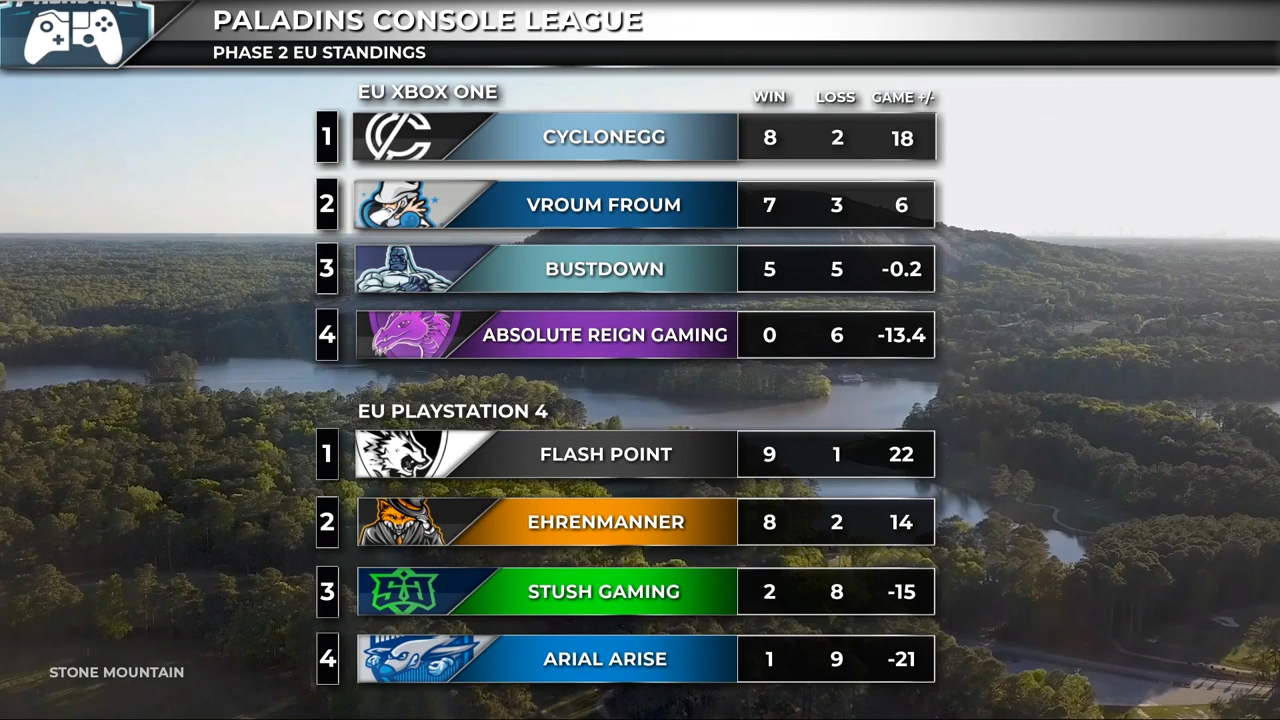 PALADINS CONSOLE LEAGUE
PHASE 2 EU STANDINGS
EU XBOX ONE WIN LOSS GAME +/-
1 CYCLONEGG 8 2 18
2 VROUM FROUM 7 3 6
3 BUSTDOWN 5 5 -0.2
4 ABSOLUTE REIGN GAMING 0 6 -13.4
EU PLAYSTATION 4
1 FLASH POINT 9 1 22
2 EHRENMANNER 8 2 14
3 STUSH GAMING 2 8 -15
4 ARIAL ARISE 1 9 -21
STONE MOUNTAIN